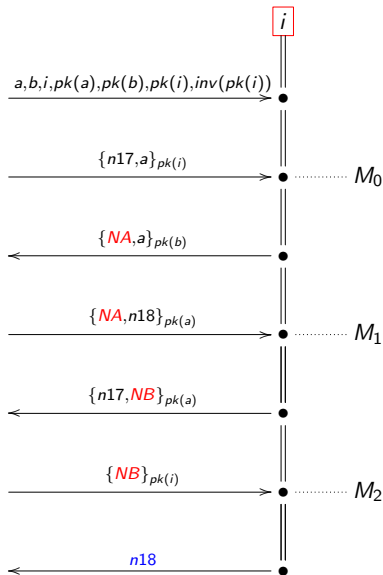 i
a,b,i,pk(a),pk(b),pk(i),inv(pk(i))
{n17,a}pk(i) M0
{NA,a}pk(b)
{NA,n18}pk(a) M1
{n17,NB}pk(a)
{NB}pk(i) M2
n18